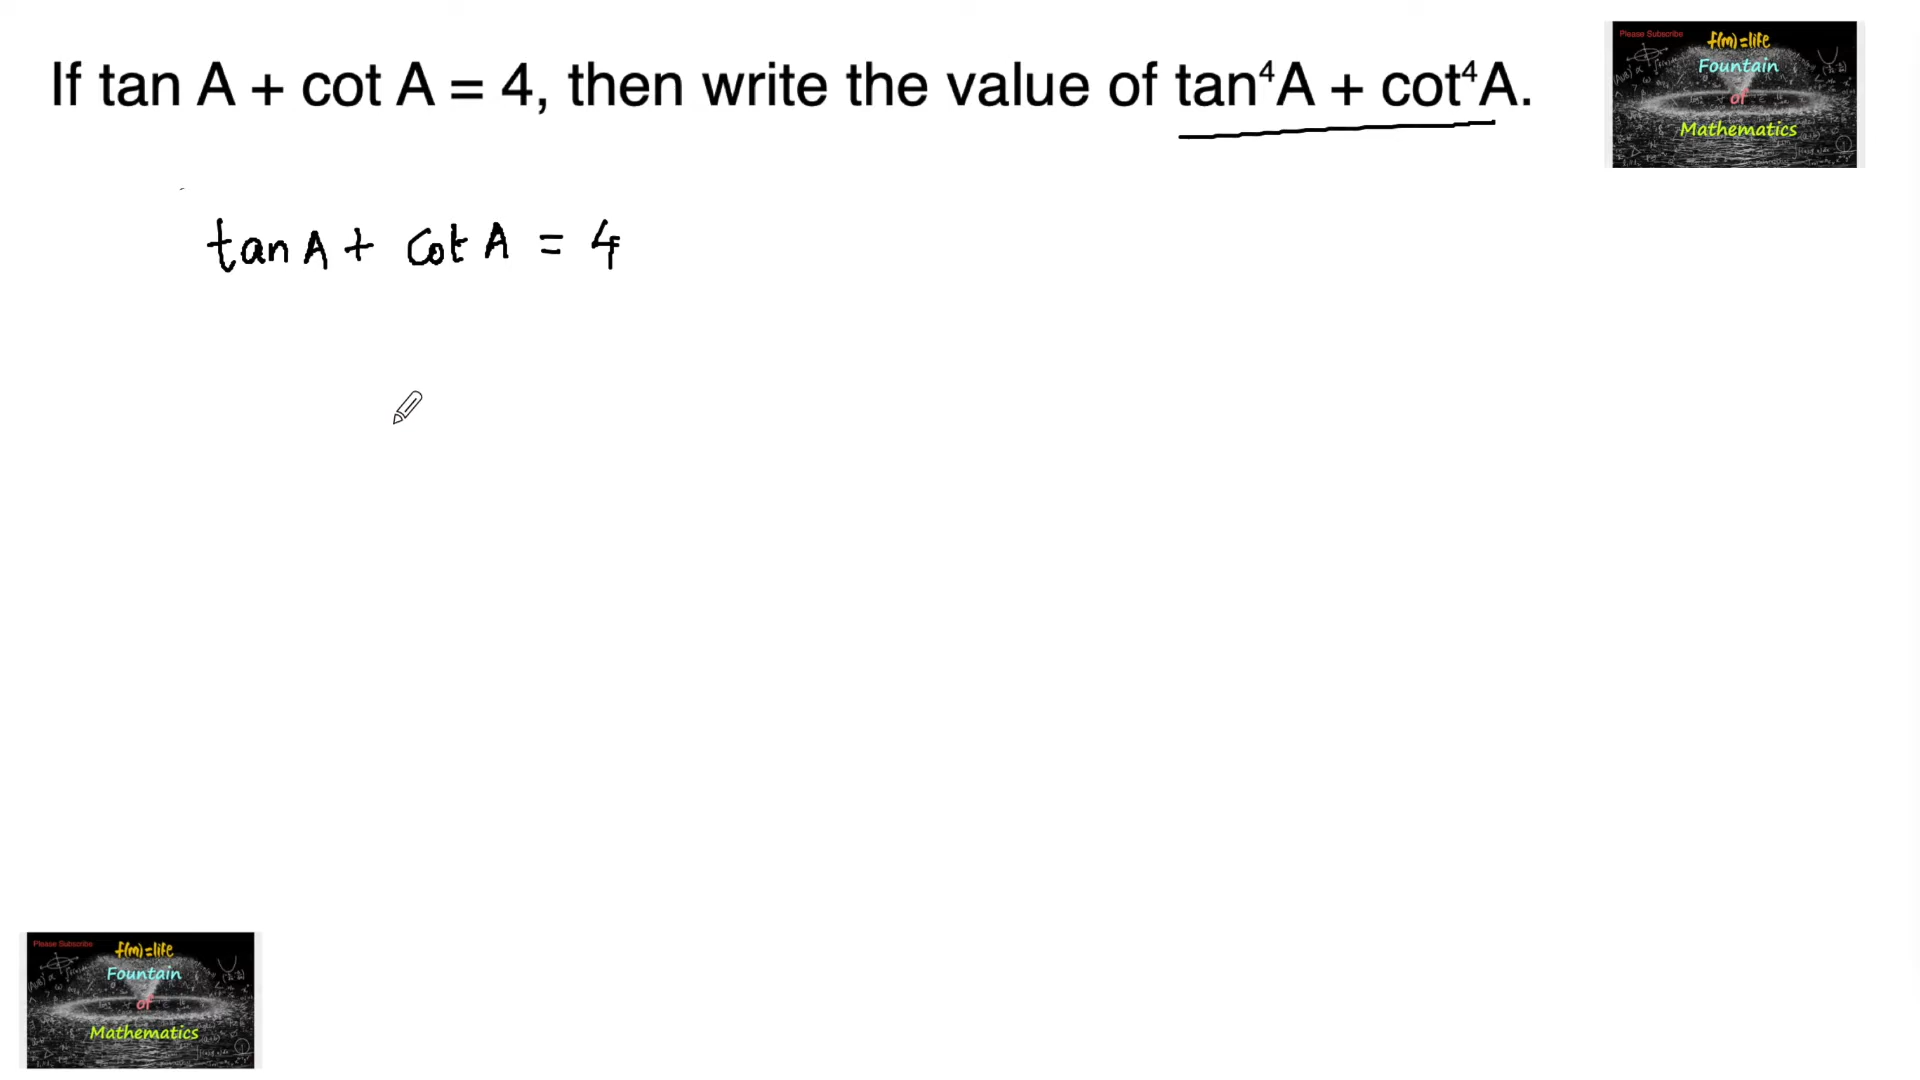 If tan A + cot A = 4, then write the value of tan⁴A + cot⁴A.
Please Subscribe
f(m)=life
Fountain
of
Mathematics
tan A + cot A = 4
Please Subscribe
f(m)=life
Fountain
of
Mathematics